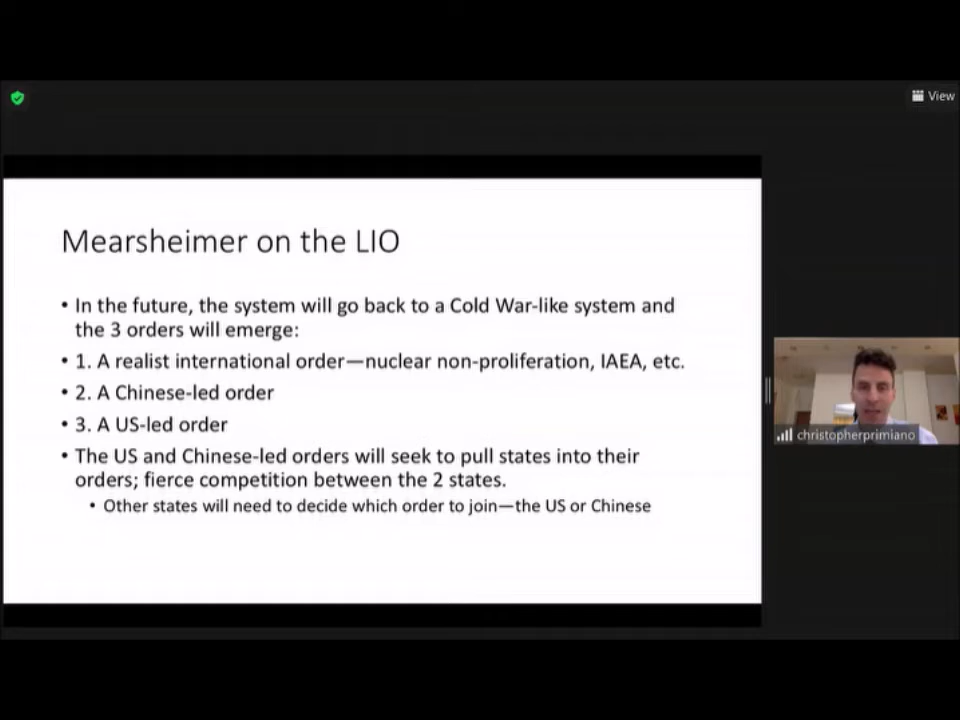 View
Mearsheimer on the LIO
• In the future, the system will go back to a Cold War-like system and
the 3 orders will emerge:
• 1. A realist international order—nuclear non-proliferation, IAEA, etc.
• 2. A Chinese-led order
• 3. A US-led order
• The US and Chinese-led orders will seek to pull states into their
orders; fierce competition between the 2 states.
• Other states will need to decide which order to join—the US or Chinese
christopherprimiano